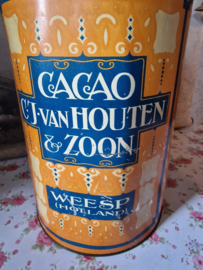 CACAO
C.J. VAN HOUTEN
& ZOON
WEESP
(HOLLAND)